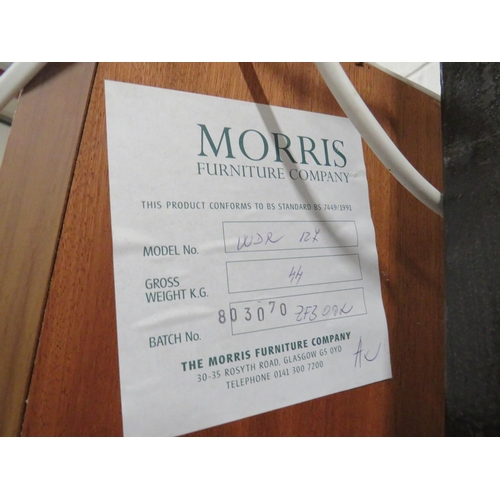 MORRIS
FURNITURE COMPANY
THIS PRODUCT CONFORMS TO BS STANDARD BS 7449/1991
MODEL No.
GROSS
WEIGHT K.G. 44
BATCH No. 803070
THE MORRIS FURNITURE COMPANY
30-35 ROSYTH ROAD, GLASGOW G5 0YD
TELEPHONE 0141 300 7200